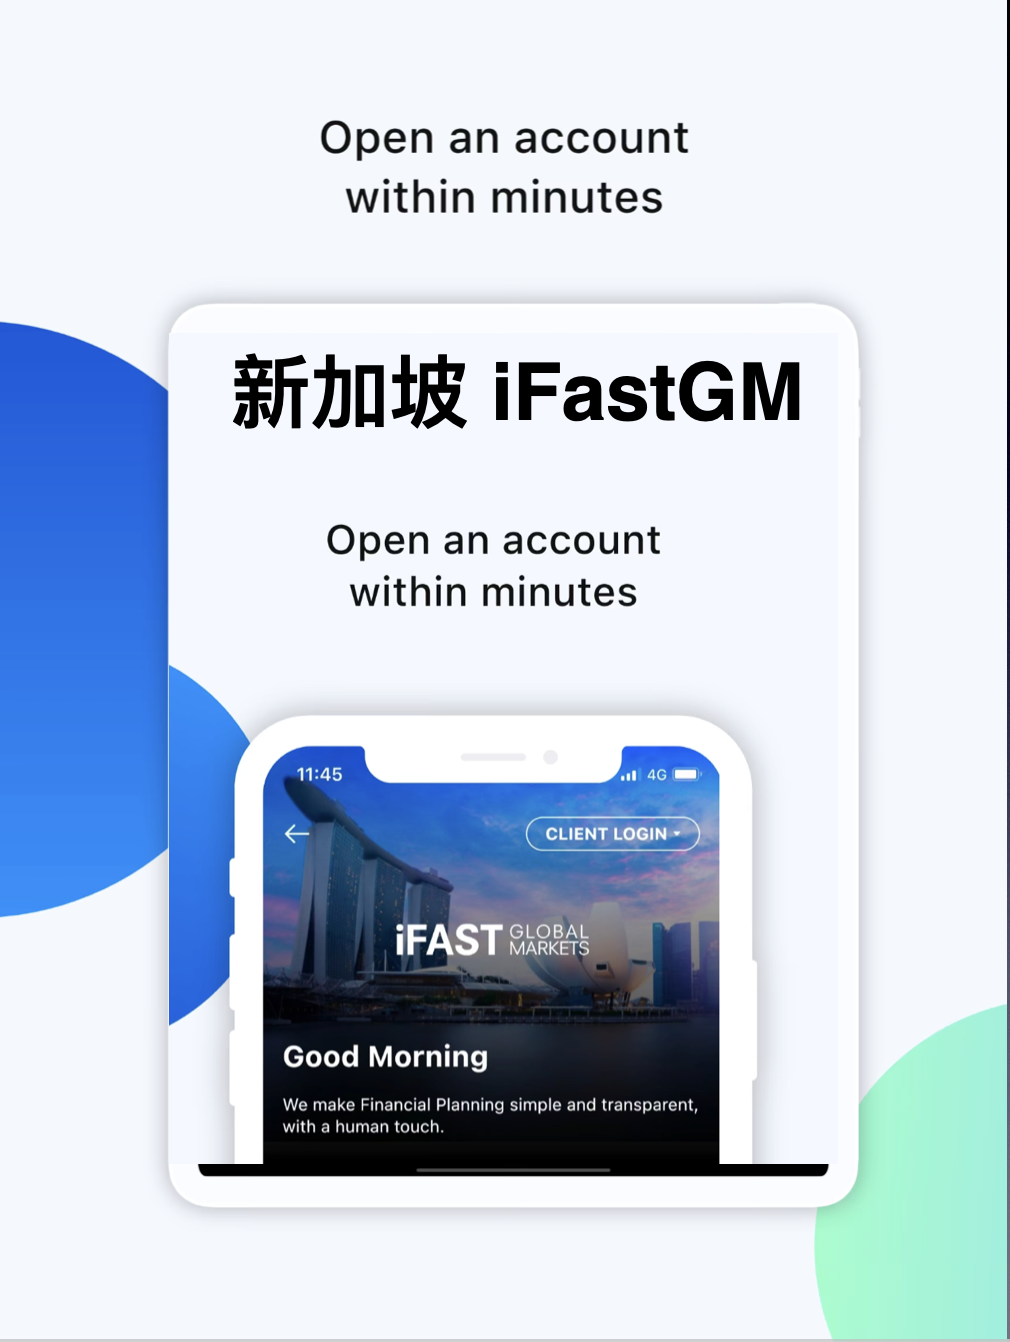 Open an account
within minutes
新加坡 iFastGM
Open an account
within minutes
11:45
4G
CLIENT LOGIN
iFAST GLOBAL
MARKETS
Good Morning
We make Financial Planning simple and transparent,
with a human touch.